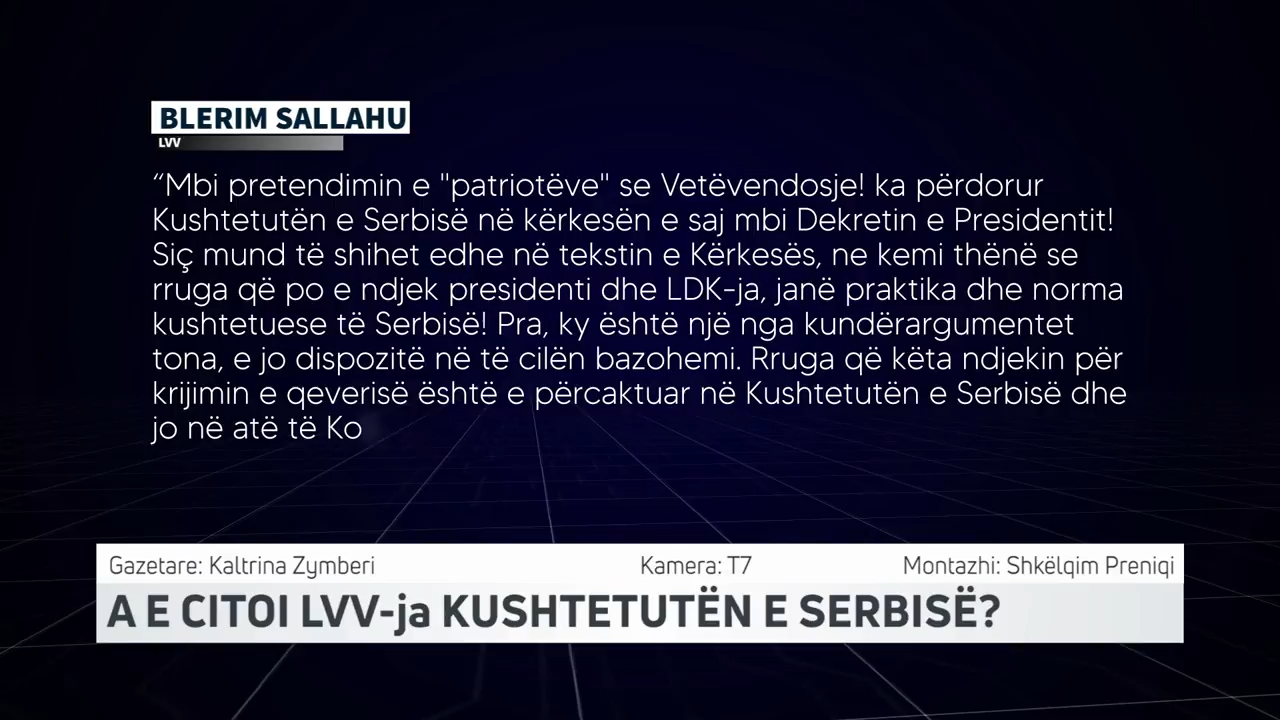 BLERIM SALLAHU
LVV
“Mbi pretendimin e "patriotëve" se Vetëvendosje! ka përdorur
Kushtetutën e Serbisë në kërkesën e saj mbi Dekretin e Presidentit!
Siç mund të shihet edhe në tekstin e Kërkesës, ne kemi thënë se
rruga që po e ndjek presidenti dhe LDK-ja, janë praktika dhe norma
kushtetuese të Serbisë! Pra, ky është një nga kundërargumentet
tona, e jo dispozitë në të cilën bazohemi. Rruga që këta ndjekin për
krijimin e qeverisë është e përcaktuar në Kushtetutën e Serbisë dhe
jo në atë të Ko
Gazetare: Kaltrina Zymberi Kamera: T7 Montazhi: Shkëlqim Preniqi
A E CITOI LVV-ja KUSHTETUTËN E SERBISË?